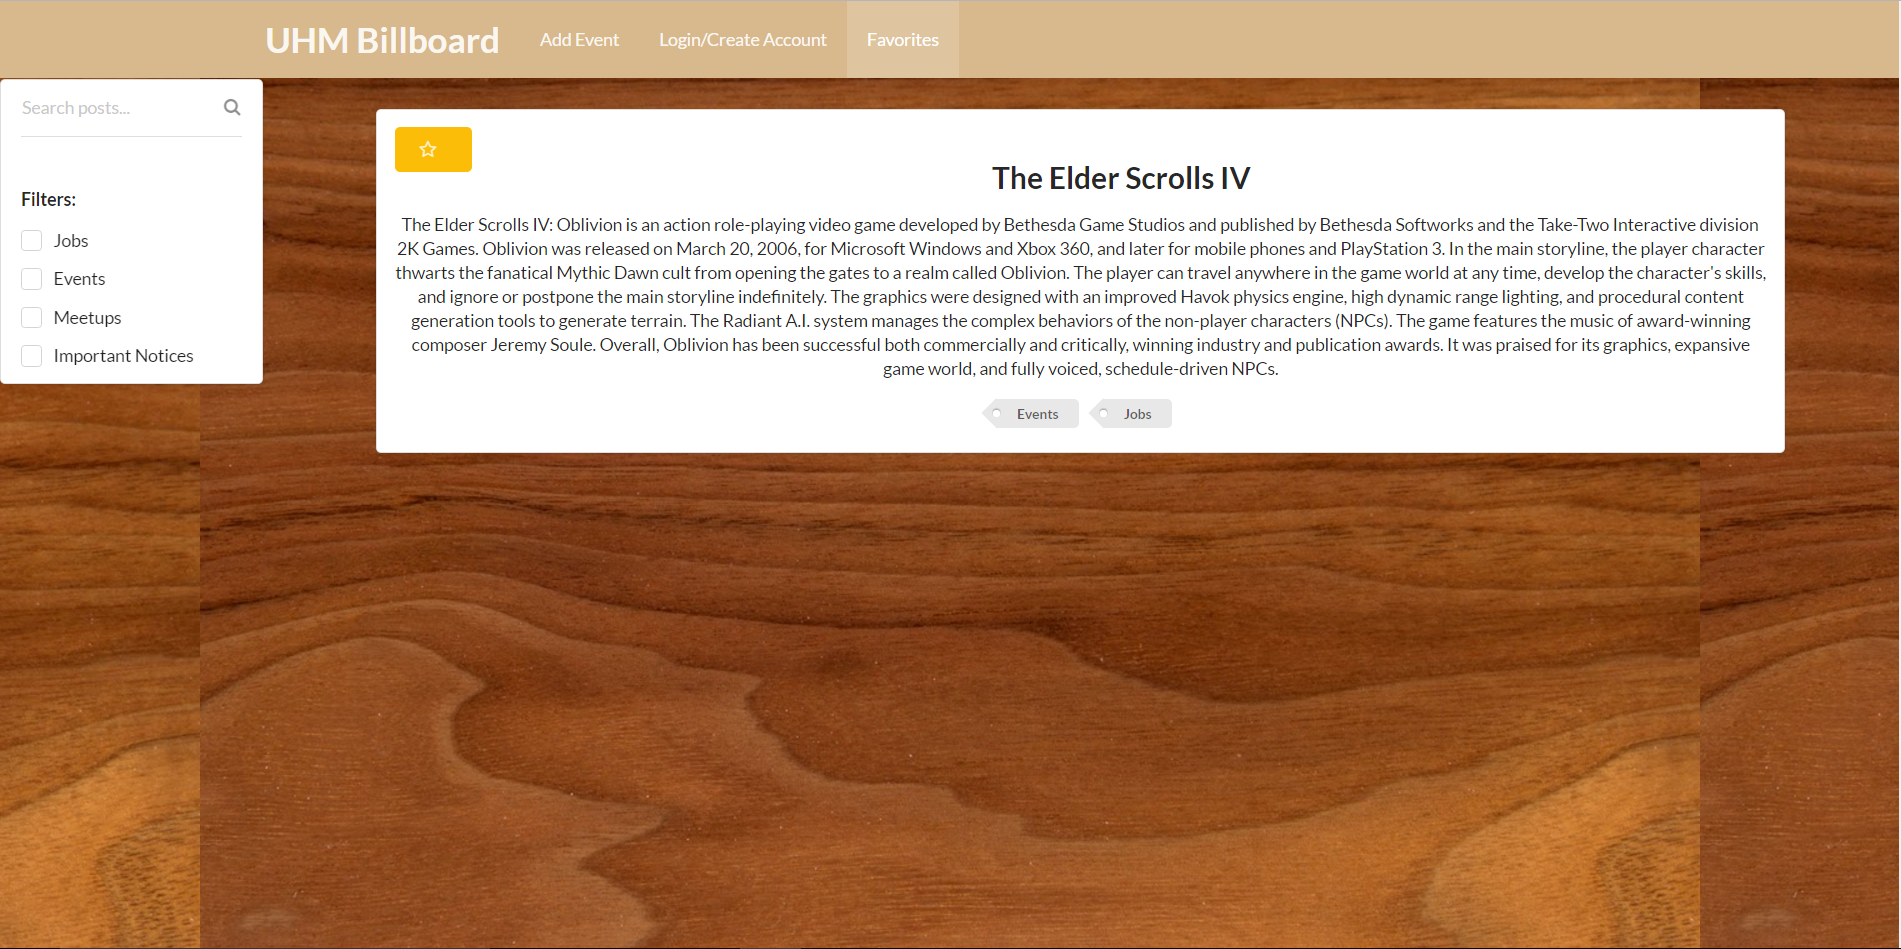 UHM Billboard Add Event Login/Create Account Favorites
Search posts...
Filters:
Jobs
Events
Meetups
Important Notices
The Elder Scrolls IV
The Elder Scrolls IV: Oblivion is an action role-playing video game developed by Bethesda Game Studios and published by Bethesda Softworks and the Take-Two Interactive division
2K Games. Oblivion was released on March 20, 2006, for Microsoft Windows and Xbox 360, and later for mobile phones and PlayStation 3. In the main storyline, the player character
thwarts the fanatical Mythic Dawn cult from opening the gates to a realm called Oblivion. The player can travel anywhere in the game world at any time, develop the character's skills,
and ignore or postpone the main storyline indefinitely. The graphics were designed with an improved Havok physics engine, high dynamic range lighting, and procedural content
generation tools to generate terrain. The Radiant A.I. system manages the complex behaviors of the non-player characters (NPCs). The game features the music of award-winning
composer Jeremy Soule. Overall, Oblivion has been successful both commercially and critically, winning industry and publication awards. It was praised for its graphics, expansive
game world, and fully voiced, schedule-driven NPCs.
Events Jobs